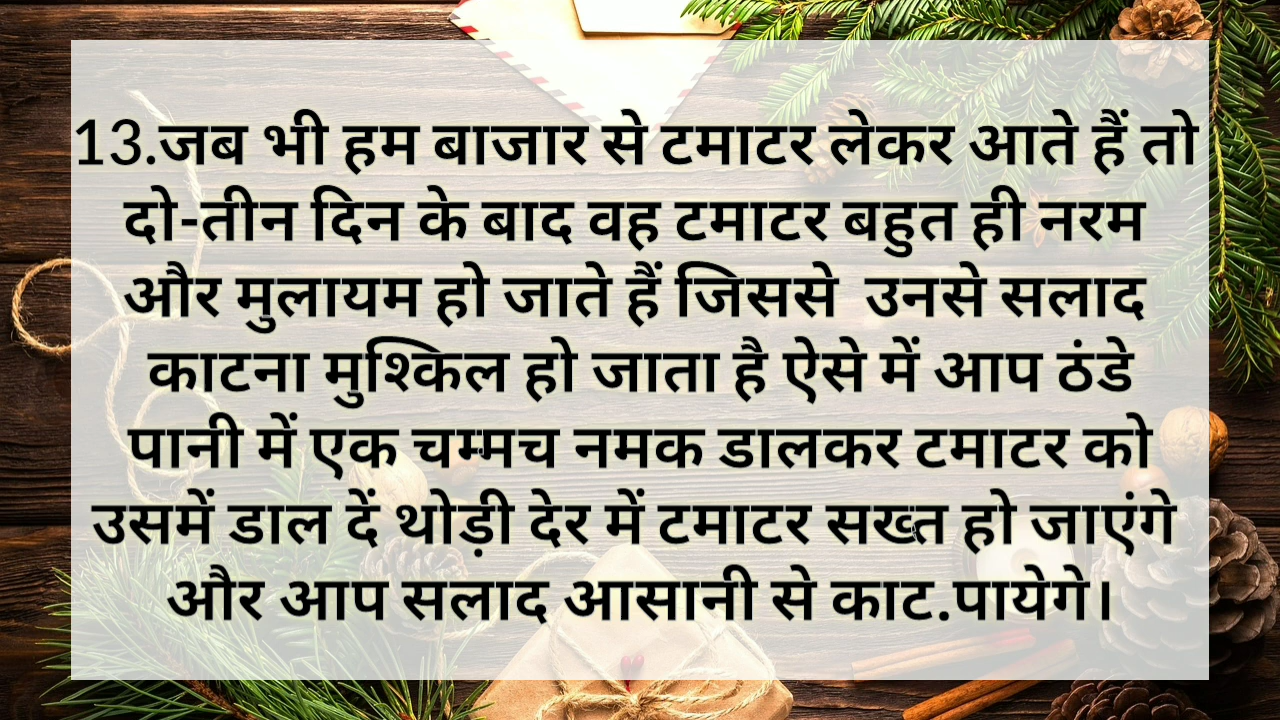 13.जब भी हम बाजार से टमाटर लेकर आते हैं तो
दो-तीन दिन के बाद वह टमाटर बहुत ही नरम
और मुलायम हो जाते हैं जिससे उनसे सलाद
काटना मुश्किल हो जाता है ऐसे में आप ठंडे
पानी में एक चम्मच नमक डालकर टमाटर को
उसमें डाल दें थोड़ी देर में टमाटर सख्त हो जाएंगे
और आप सलाद आसानी से काट.पायेगे।